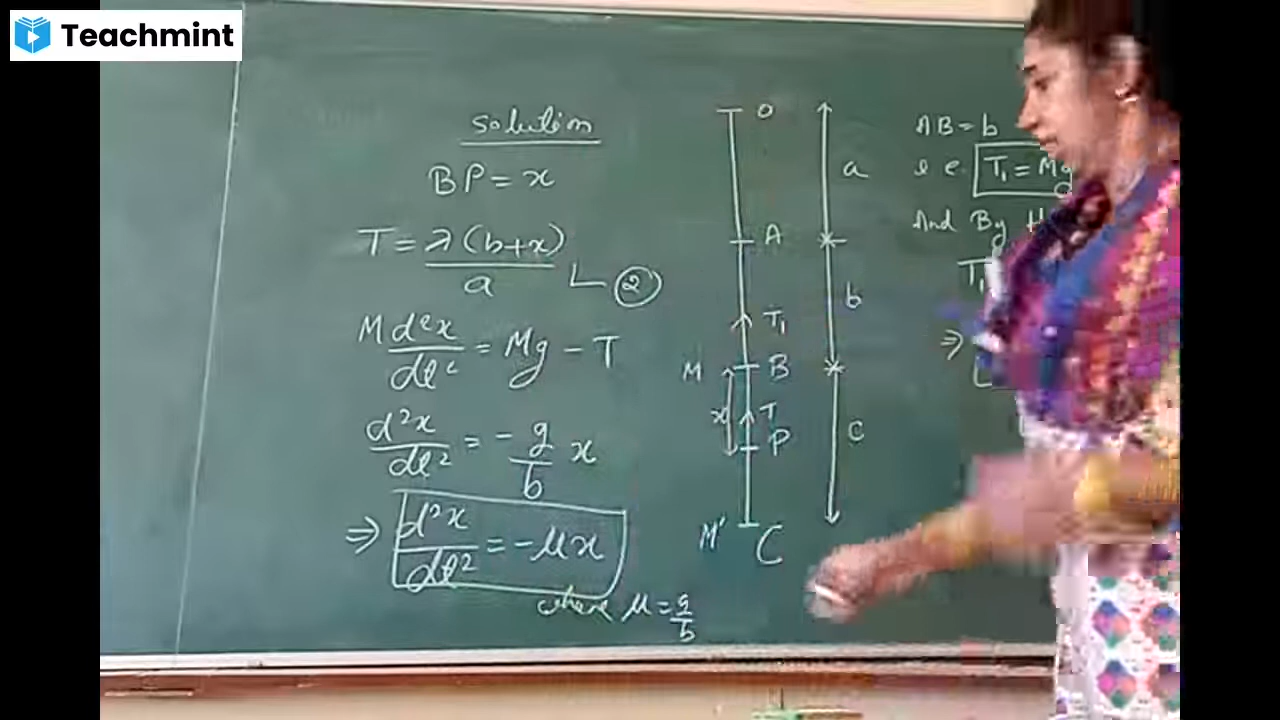 Teachmint
solution
BP = x
T = λ(b+x)/a ②
M d²x/dt² = Mg - T
d²x/dt² = -g/b x
⇒ d²x/dt² = -μx
where μ = g/b
O
A
T₁
M B
x T
P
M' C
a
b
c
AB = b
i.e. T₁ = Mg
And By H
T₁
⇒